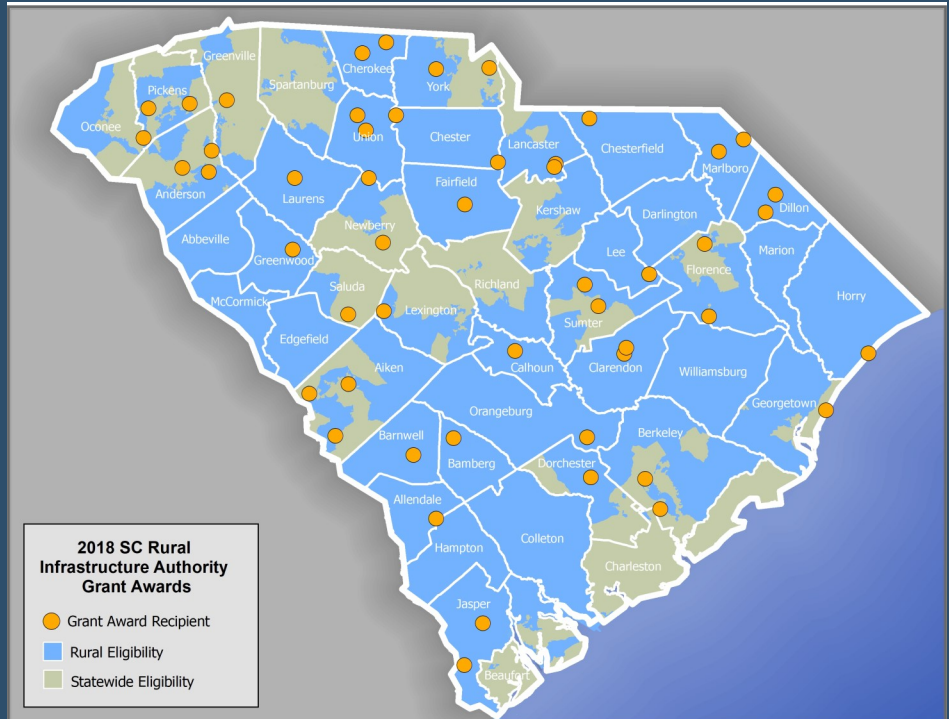 Greenville
Cherokee
York
Pickens
Spartanburg
Oconee
Union
Chester
Lancaster
Chesterfield
Marlboro
Anderson
Laurens
Fairfield
Kershaw
Darlington
Dillon
Newberry
Abbeville
Greenwood
Lee
Florence
Marion
Saluda
Lexington
Richland
Horry
McCormick
Sumter
Edgefield
Aiken
Calhoun
Clarendon
Williamsburg
Orangeburg
Georgetown
Barnwell
Berkeley
Bamberg
Dorchester
Allendale
Colleton
Hampton
Charleston
Jasper
Beaufort
2018 SC Rural
Infrastructure Authority
Grant Awards
Grant Award Recipient
Rural Eligibility
Statewide Eligibility